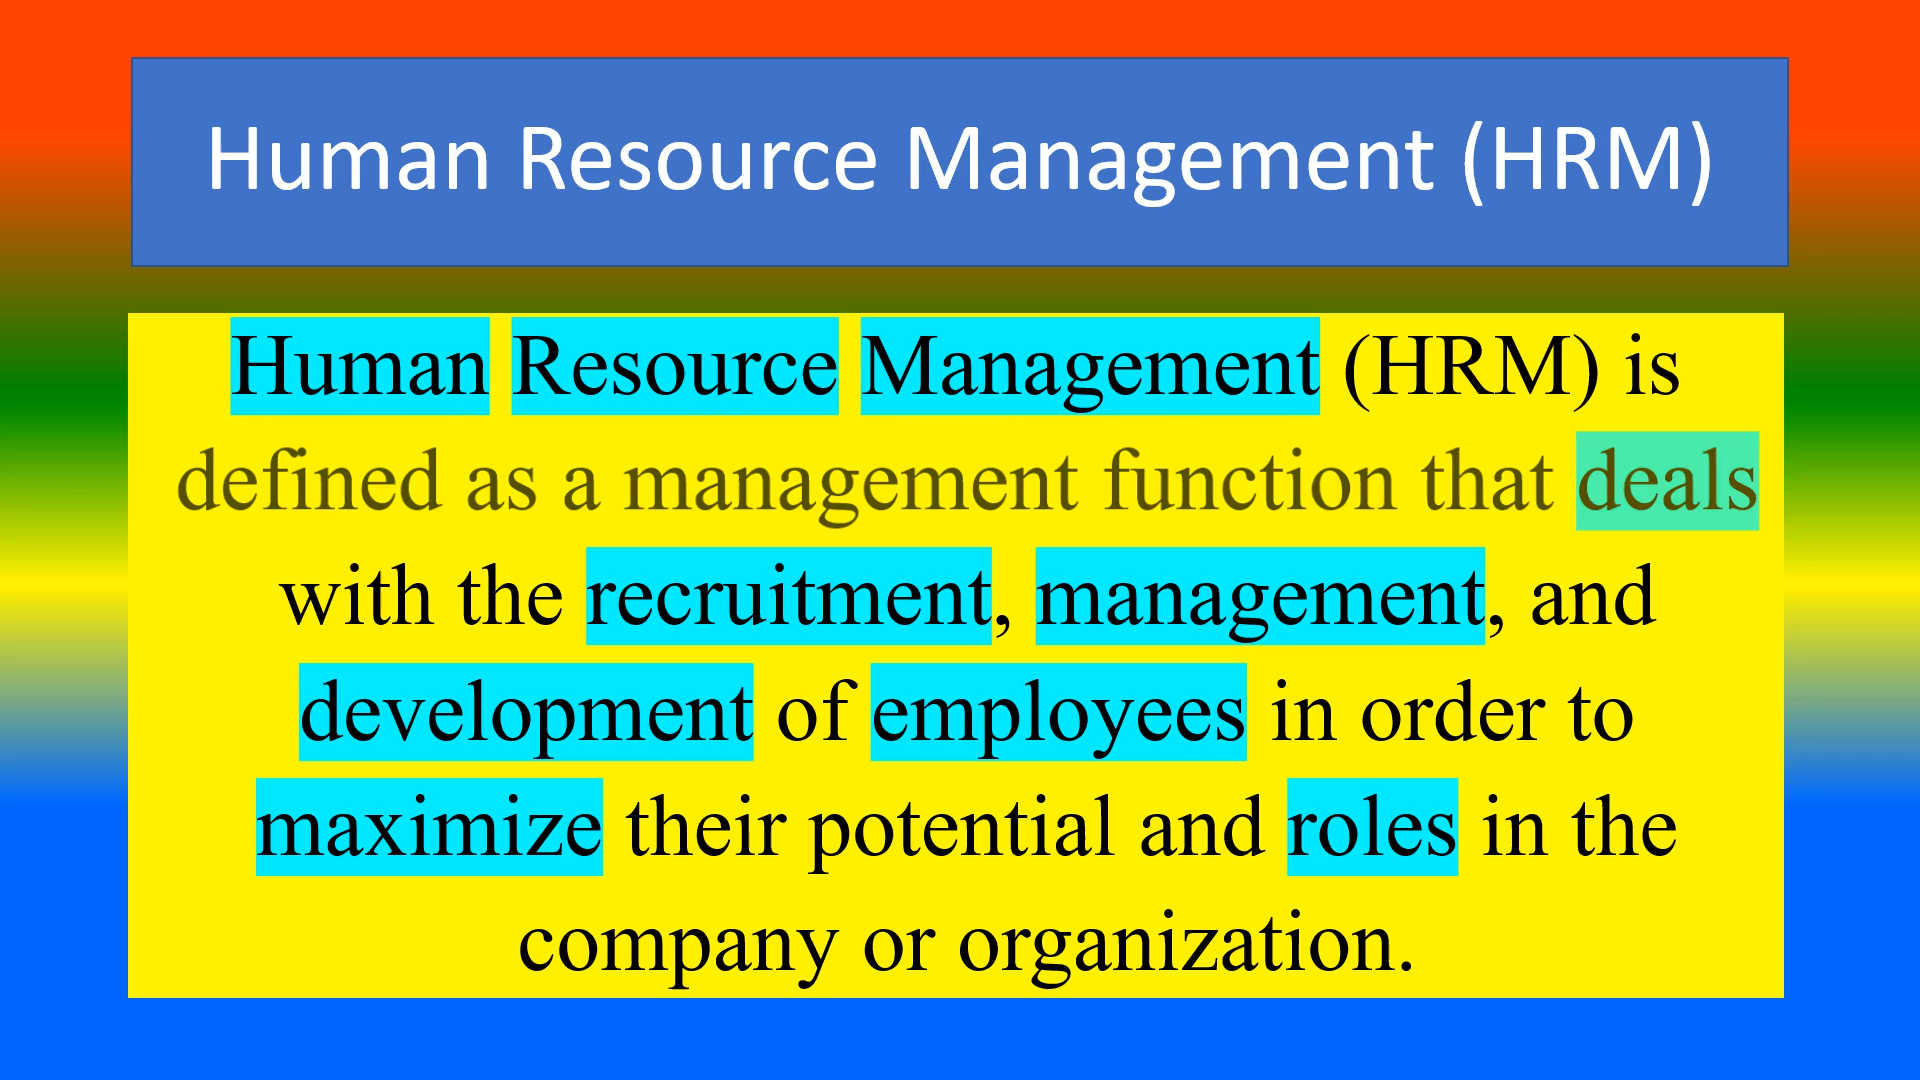 Human Resource Management (HRM)
Human Resource Management (HRM) is
defined as a management function that deals
with the recruitment, management, and
development of employees in order to
maximize their potential and roles in the
company or organization.